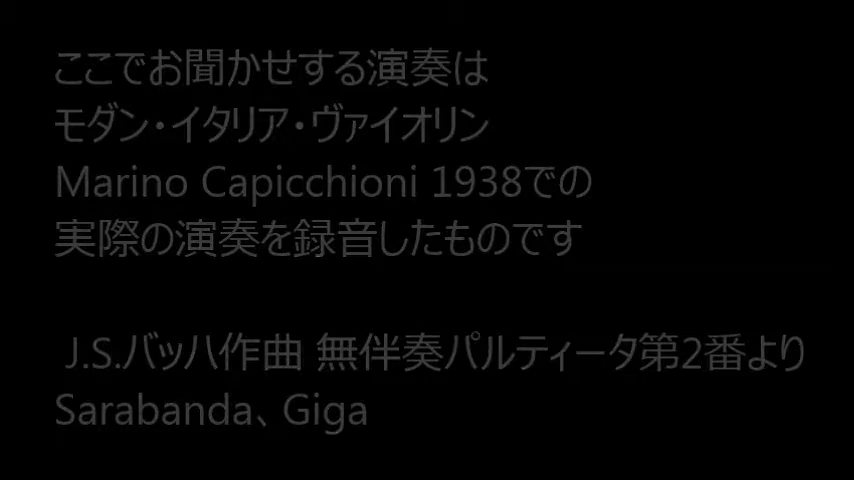 ここでお聞かせする演奏は
モダン・イタリア・ヴァイオリン
Marino Capicchioni 1938での
実際の演奏を録音したものです
J.S.バッハ作曲 無伴奏パルティータ第2番より
Sarabanda、Giga